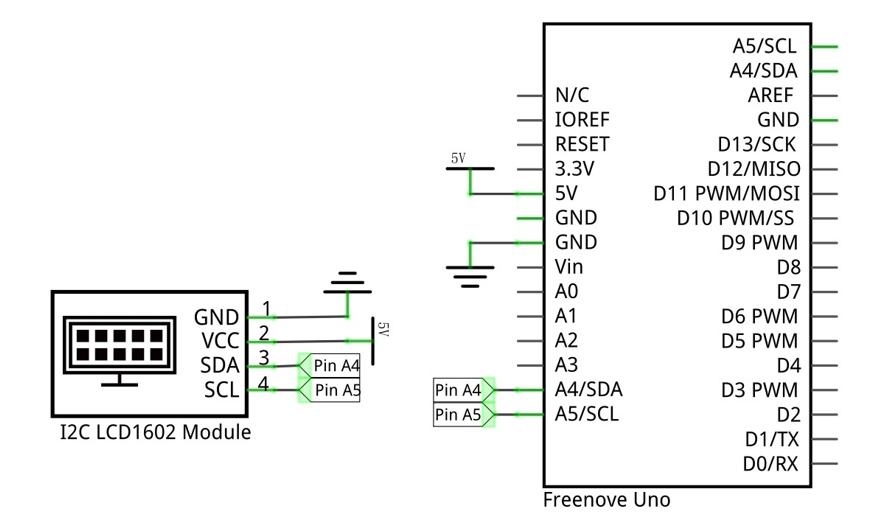 GND 1
VCC 2
SDA 3
SCL 4
5V
Pin A4
Pin A5
I2C LCD1602 Module
5V
Pin A4
Pin A5
N/C
IOREF
RESET
3.3V
5V
GND
GND
Vin
A0
A1
A2
A3
A4/SDA
A5/SCL
A5/SCL
A4/SDA
AREF
GND
D13/SCK
D12/MISO
D11 PWM/MOSI
D10 PWM/SS
D9 PWM
D8
D7
D6 PWM
D5 PWM
D4
D3 PWM
D2
D1/TX
D0/RX
Freenove Uno